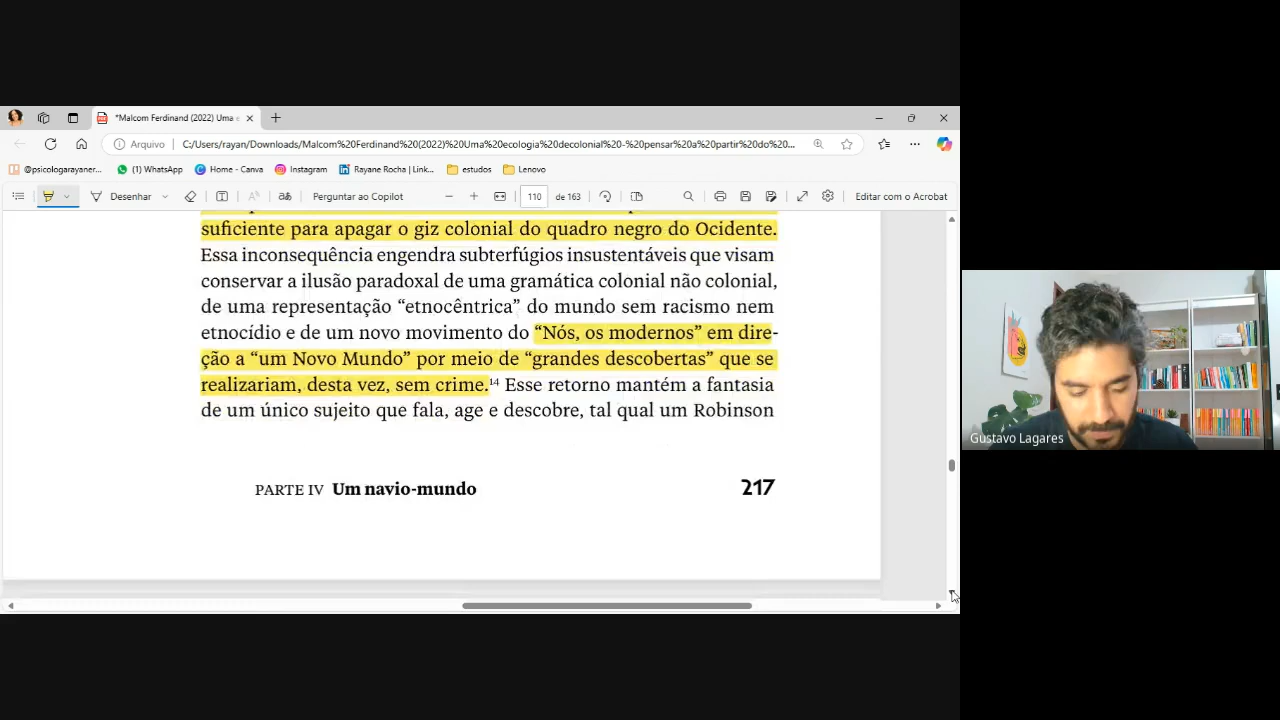 *Malcom Ferdinand (2022) Uma e
Arquivo C:/Users/rayan/Downloads/Malcom%20Ferdinand%20(2022)%20Uma%20ecologia%20decolonial%20-%20pensar%20a%20partir%20do%20...
@psicologarayaner... (1) WhatsApp Home - Canva Instagram Rayane Rocha | Link... estudos Lenovo
Desenhar Perguntar ao Copilot 110 de 163 Editar com o Acrobat
suficiente para apagar o giz colonial do quadro negro do Ocidente.
Essa inconsequência engendra subterfúgios insustentáveis que visam
conservar a ilusão paradoxal de uma gramática colonial não colonial,
de uma representação “etnocêntrica” do mundo sem racismo nem
etnocídio e de um novo movimento do “Nós, os modernos” em dire-
ção a “um Novo Mundo” por meio de “grandes descobertas” que se
realizariam, desta vez, sem crime.14 Esse retorno mantém a fantasia
de um único sujeito que fala, age e descobre, tal qual um Robinson
PARTE IV Um navio-mundo 217
Gustavo Lagares